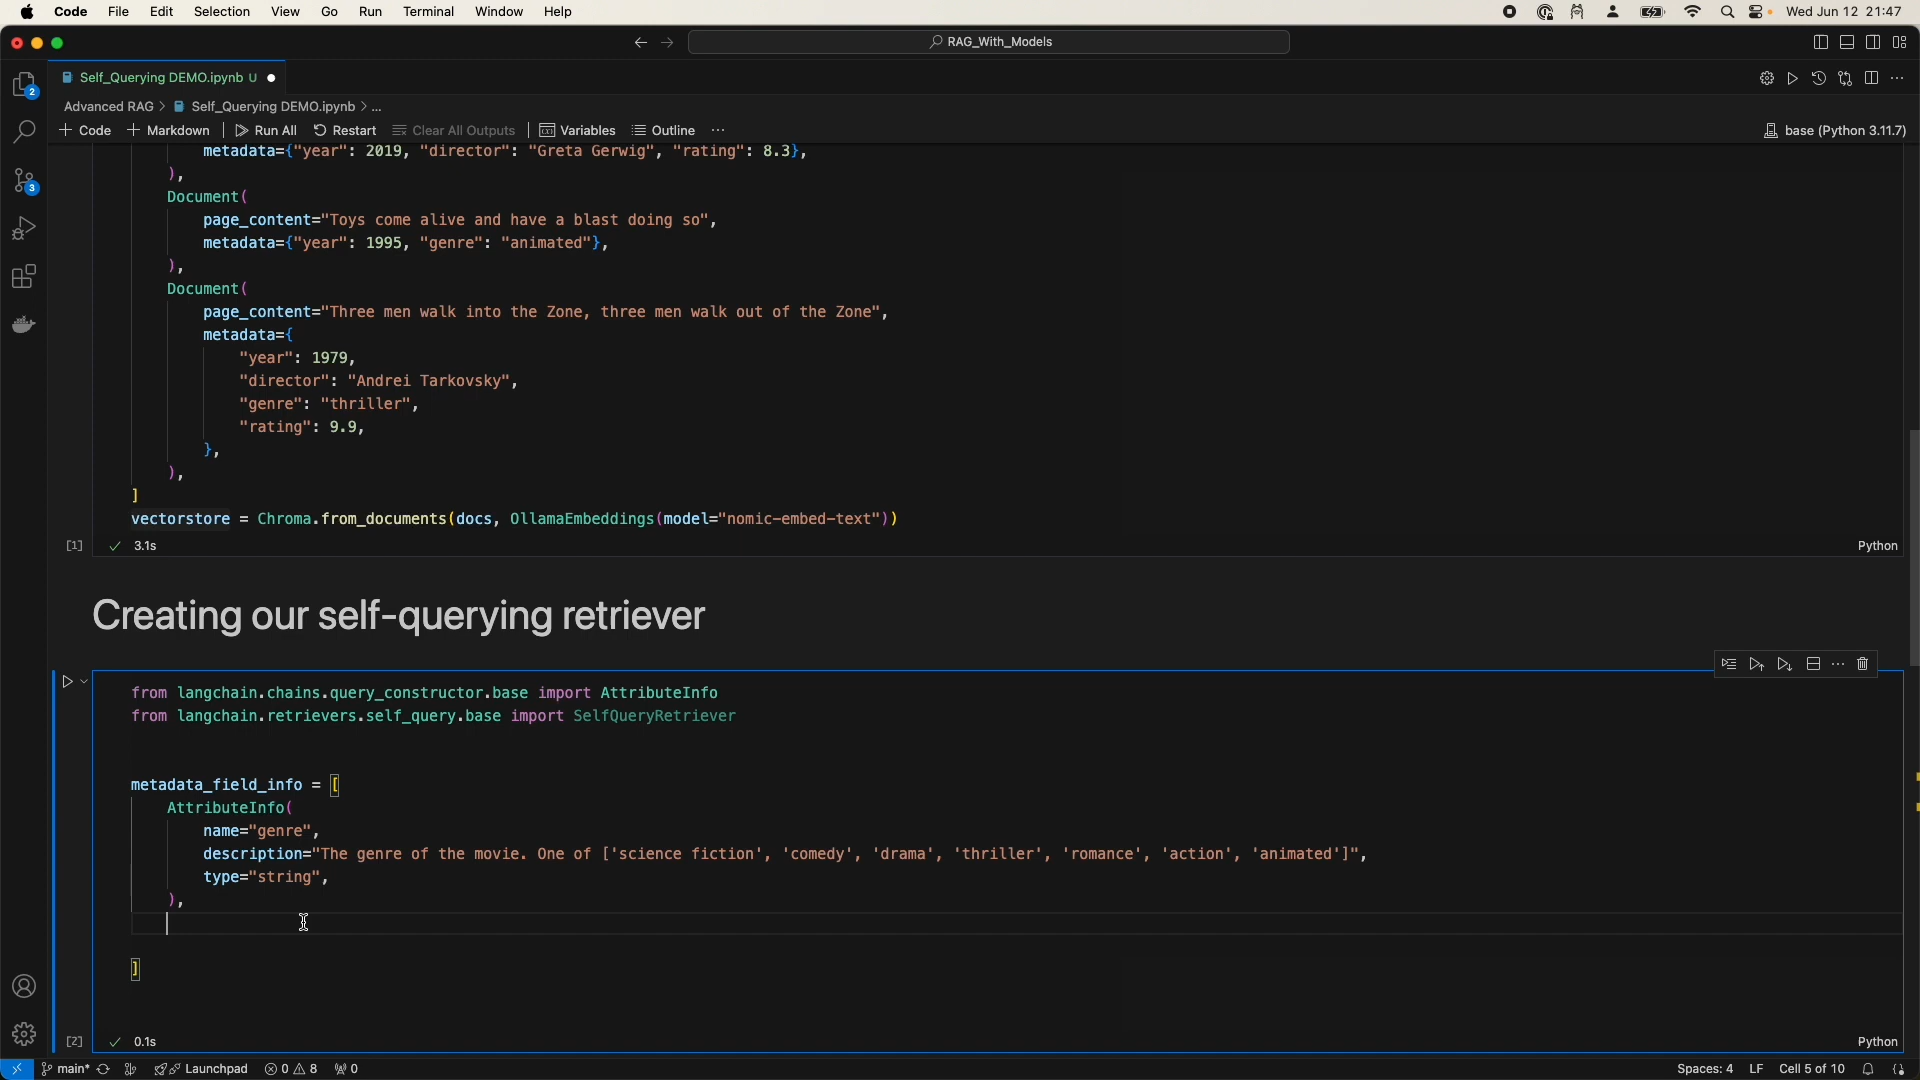 Code File Edit Selection View Go Run Terminal Window Help Wed Jun 12 21:47
RAG_With_Models
Self_Querying DEMO.ipynb U
Advanced RAG > Self_Querying DEMO.ipynb > ...
+ Code + Markdown Run All Restart Clear All Outputs Variables Outline ... base (Python 3.11.7)
metadata={"year": 2019, "director": "Greta Gerwig", "rating": 8.3},
),
Document(
page_content="Toys come alive and have a blast doing so",
metadata={"year": 1995, "genre": "animated"},
),
Document(
page_content="Three men walk into the Zone, three men walk out of the Zone",
metadata={
"year": 1979,
"director": "Andrei Tarkovsky",
"genre": "thriller",
"rating": 9.9,
},
),
]
vectorstore = Chroma.from_documents(docs, OllamaEmbeddings(model="nomic-embed-text"))
[1] ✓ 3.1s Python
Creating our self-querying retriever
from langchain.chains.query_constructor.base import AttributeInfo
from langchain.retrievers.self_query.base import SelfQueryRetriever
metadata_field_info = [
AttributeInfo(
name="genre",
description="The genre of the movie. One of ['science fiction', 'comedy', 'drama', 'thriller', 'romance', 'action', 'animated']",
type="string",
),
]
[2] ✓ 0.1s Python
main* Launchpad 0 8 0 Spaces: 4 LF Cell 5 of 10
2
3